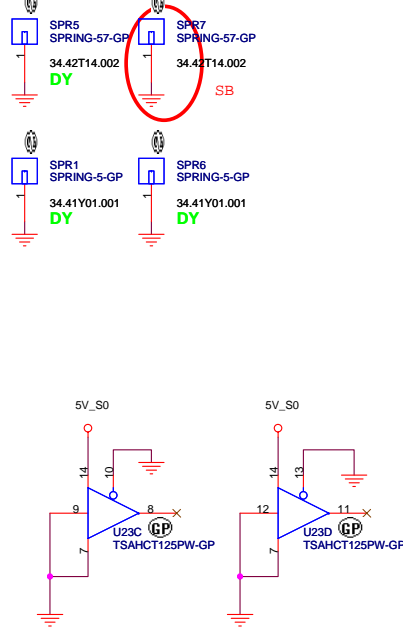 SPR5
SPRING-57-GP
1
34.42T14.002
DY
SPR7
SPRING-57-GP
1
34.42T14.002
SB
SPR1
SPRING-5-GP
1
34.41Y01.001
DY
SPR6
SPRING-5-GP
1
34.41Y01.001
DY
5V_S0
14
10
9
8
7
GP
U23C
TSAHCT125PW-GP
5V_S0
14
13
12
11
7
GP
U23D
TSAHCT125PW-GP